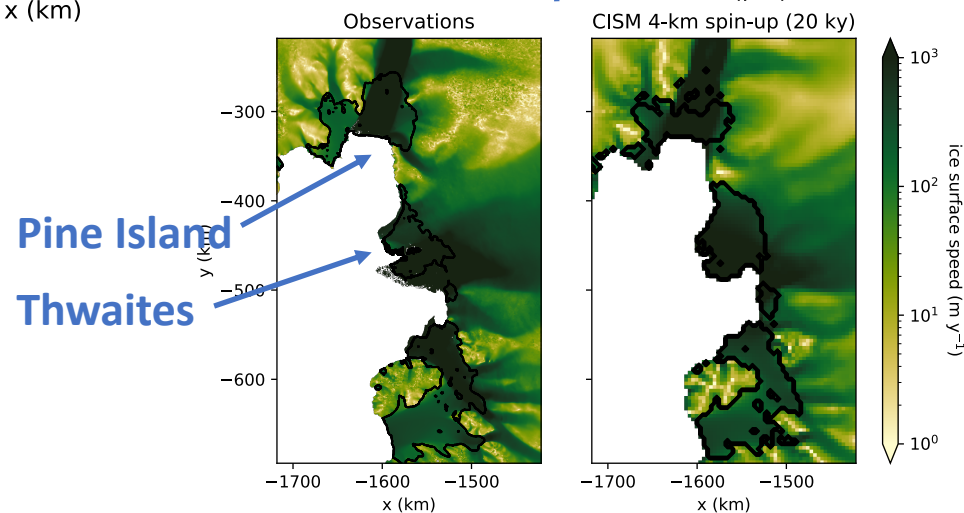 x (km)
Observations
CISM 4-km spin-up (20 ky)
−300
−400
−500
−600
y (km)
Pine Island
Thwaites
−1700
−1600
−1500
x (km)
−1700
−1600
−1500
x (km)
10³
10²
10¹
10⁰
ice surface speed (m y⁻¹)